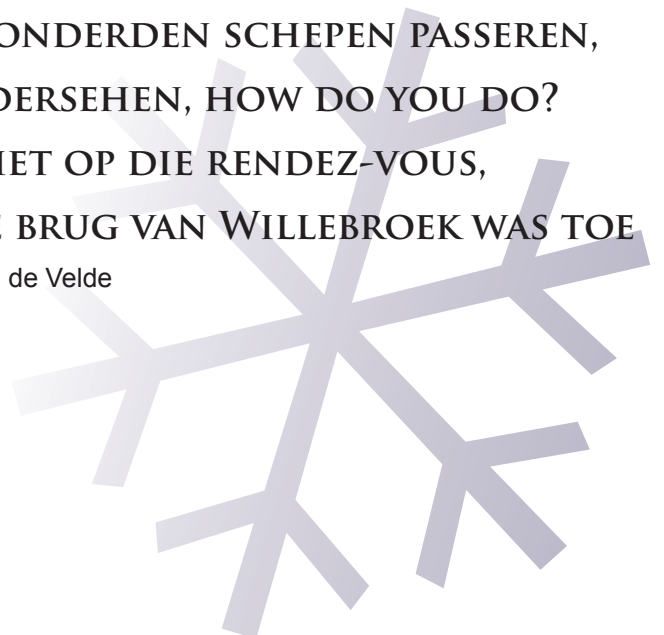 ONDERDEN SCHEPEN PASSEREN,
DERSEHEN, HOW DO YOU DO?
IET OP DIE RENDEZ-VOUS,
E BRUG VAN WILLEBROEK WAS TOE
de Velde